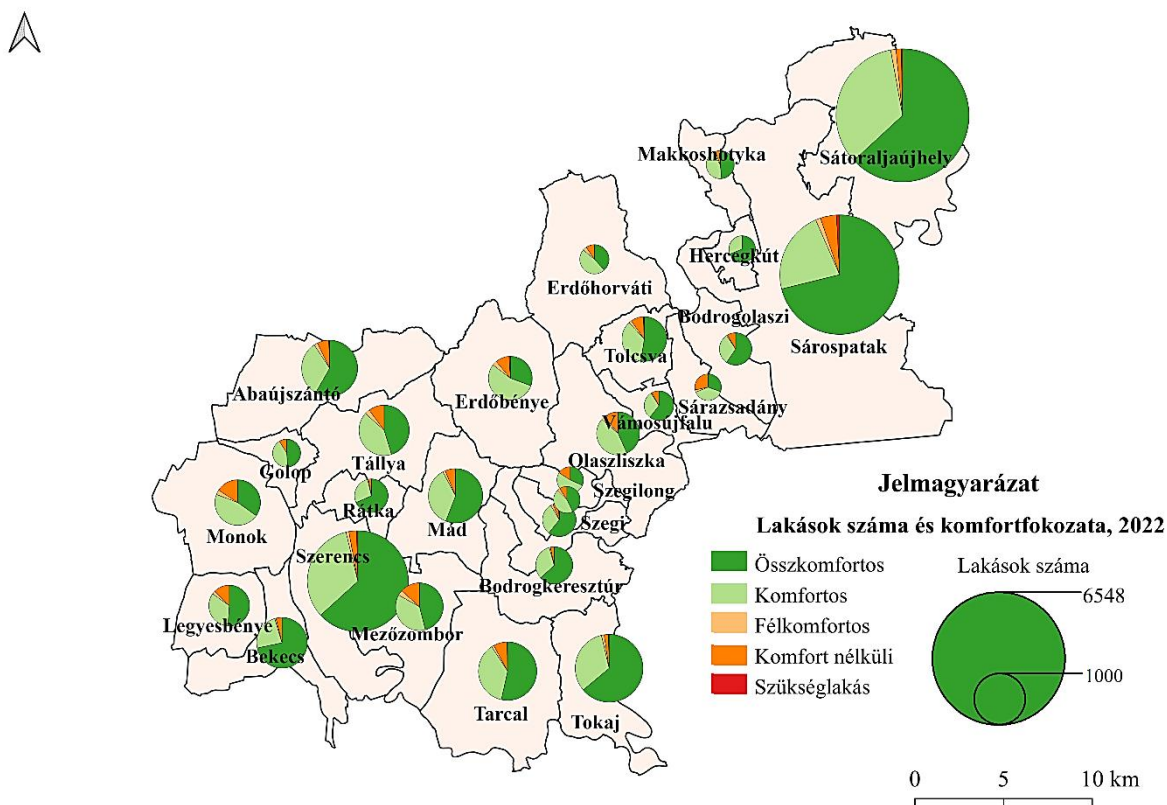 Makkoshotyka
Sátoraljaújhely
Hercegkút
Erdőhorváti
Bodrogolaszi
Sárospatak
Tolcsva
Abaújszántó
Erdőbénye
Sárazsadány
Vámosújfalu
Tállya
Olaszliszka
Golop
Szegilong
Rátka
Monok
Mád
Szegi
Szerencs
Bodrogkeresztúr
Legyesbénye
Mezőzombor
Bekecs
Tarcal
Tokaj
Jelmagyarázat
Lakások száma és komfortfokozata, 2022
Összkomfortos
Komfortos
Félkomfortos
Komfort nélküli
Szükséglakás
Lakások száma
6548
1000
0 5 10 km